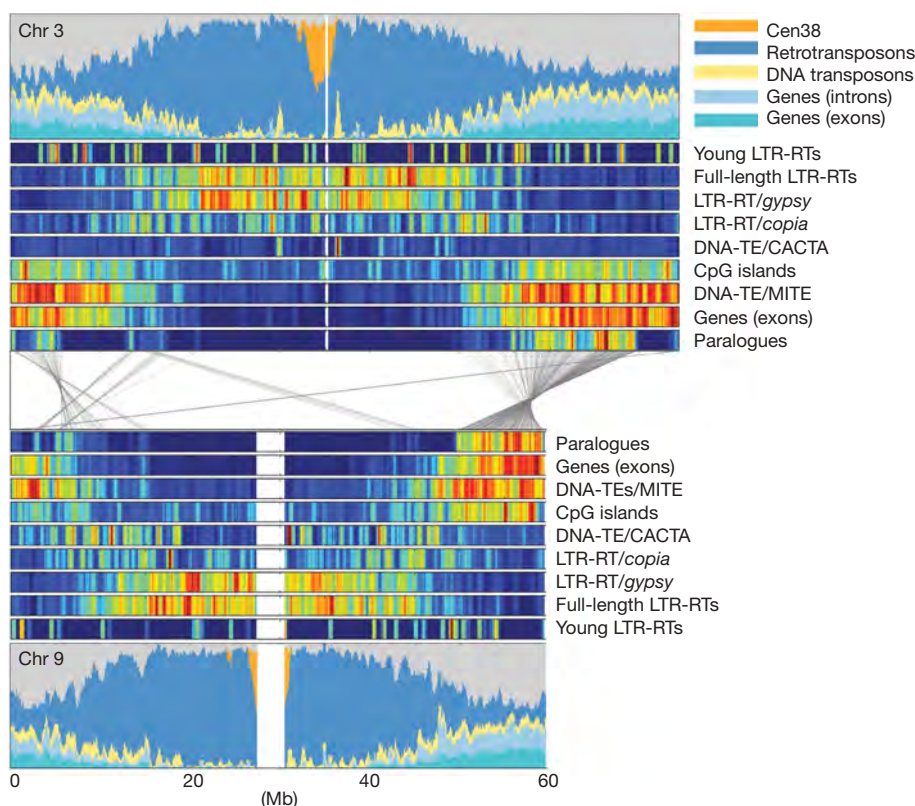 Chr 3
Cen38
Retrotransposons
DNA transposons
Genes (introns)
Genes (exons)
Young LTR-RTs
Full-length LTR-RTs
LTR-RT/gypsy
LTR-RT/copia
DNA-TE/CACTA
CpG islands
DNA-TE/MITE
Genes (exons)
Paralogues
Paralogues
Genes (exons)
DNA-TEs/MITE
CpG islands
DNA-TE/CACTA
LTR-RT/copia
LTR-RT/gypsy
Full-length LTR-RTs
Young LTR-RTs
Chr 9
0 20 40 60
(Mb)